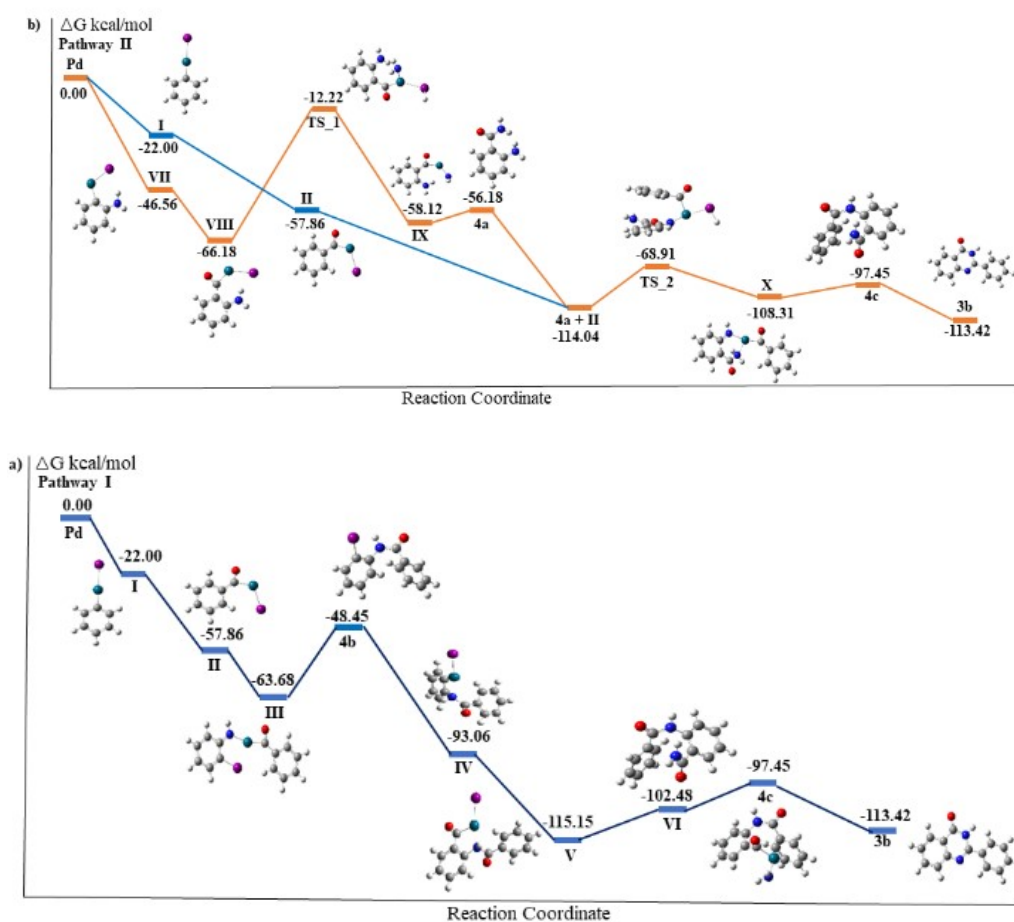 b) △G kcal/mol
Pathway II
Pd
0.00
I
-22.00
VII
-46.56
VIII
-66.18
II
-57.86
-12.22
TS_1
-58.12
IX
-56.18
4a
4a + II
-114.04
-68.91
TS_2
X
-108.31
-97.45
4c
3b
-113.42
Reaction Coordinate
a) △G kcal/mol
Pathway I
0.00
Pd
-22.00
I
-57.86
II
-63.68
III
-48.45
4b
-93.06
IV
-115.15
V
-102.48
VI
-97.45
4c
-113.42
3b
Reaction Coordinate